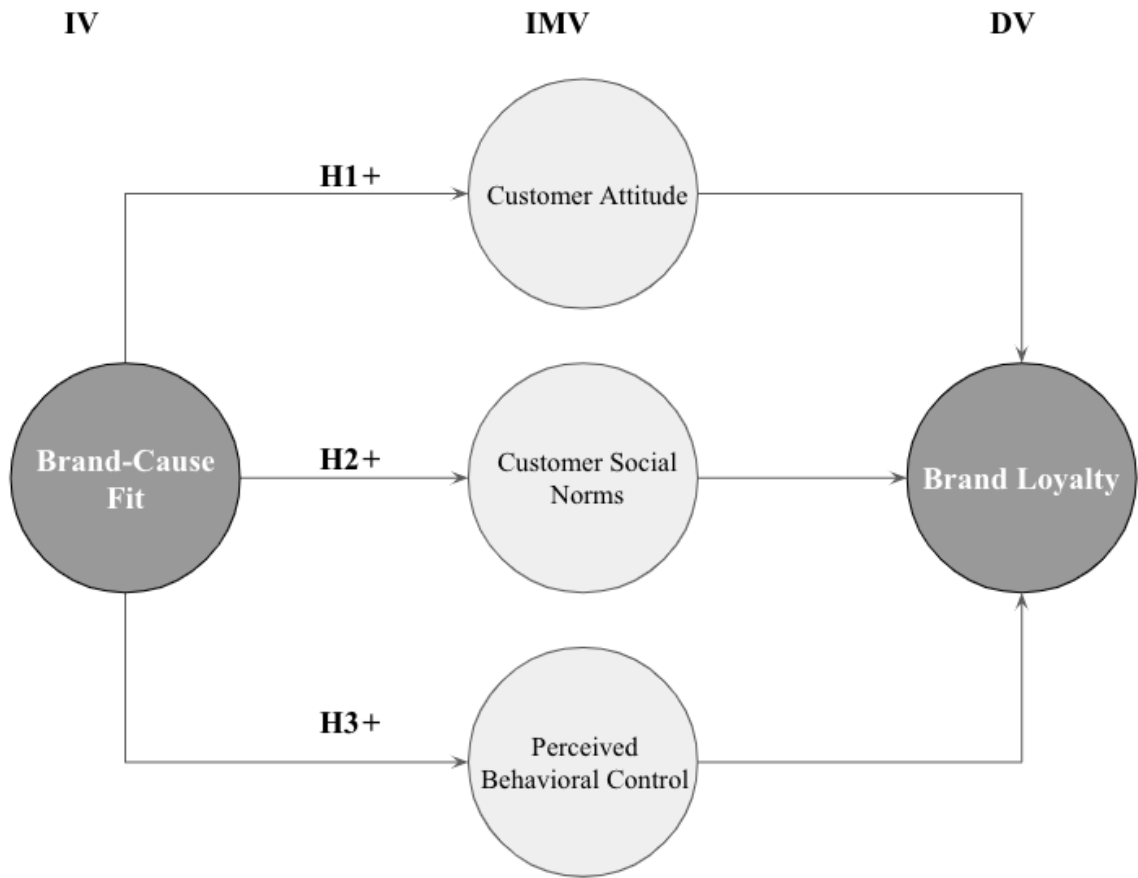 IV
IMV
DV
H1+
Customer Attitude
Brand-Cause
Fit
H2+
Customer Social
Norms
Brand Loyalty
H3+
Perceived
Behavioral Control